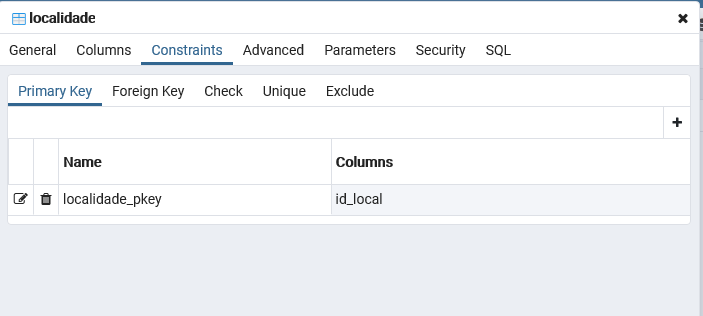 localidade
General Columns Constraints Advanced Parameters Security SQL
Primary Key Foreign Key Check Unique Exclude
Name Columns
localidade_pkey id_local